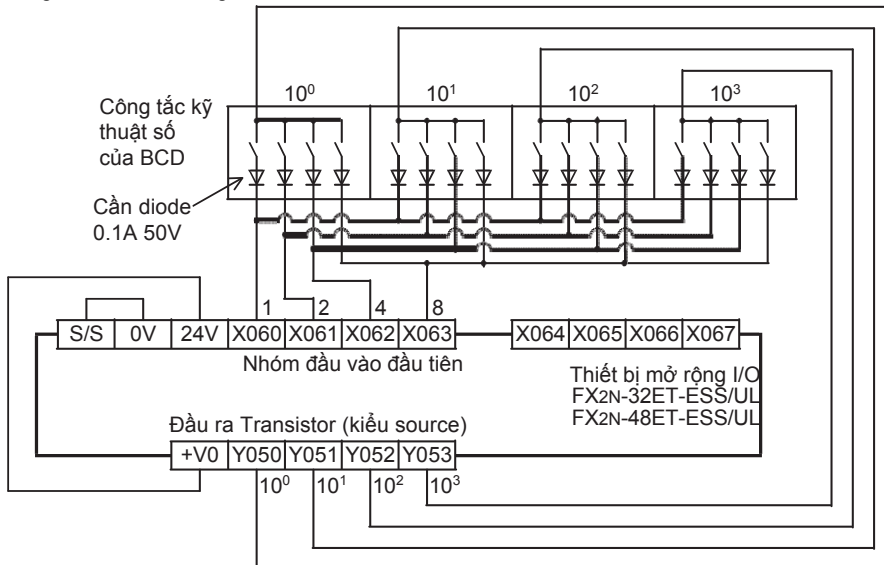 10⁰ 10¹ 10² 10³
Công tắc kỹ
thuật số
của BCD
Cần diode
0.1A 50V
1 2 4 8
S/S 0V 24V X060 X061 X062 X063 X064 X065 X066 X067
Nhóm đầu vào đầu tiên
Thiết bị mở rộng I/O
FX2N-32ET-ESS/UL
FX2N-48ET-ESS/UL
Đầu ra Transistor (kiểu source)
+V0 Y050 Y051 Y052 Y053
10⁰ 10¹ 10² 10³